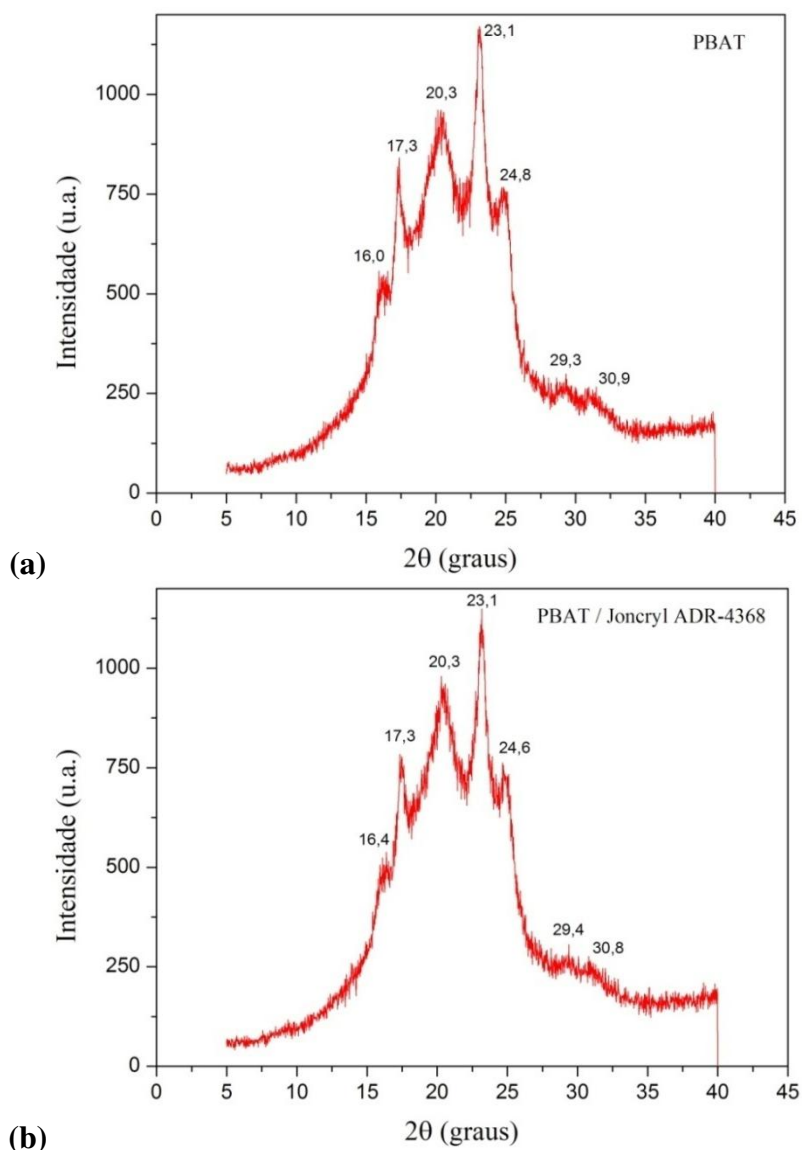 PBAT
23,1
20,3
17,3
24,8
16,0
29,3
30,9
1000
750
500
250
0
Intensidade (u.a.)
0 5 10 15 20 25 30 35 40 45
2θ (graus)
(a)
PBAT / Joncryl ADR-4368
23,1
20,3
17,3
24,6
16,4
29,4
30,8
1000
750
500
250
0
Intensidade (u.a.)
0 5 10 15 20 25 30 35 40 45
2θ (graus)
(b)